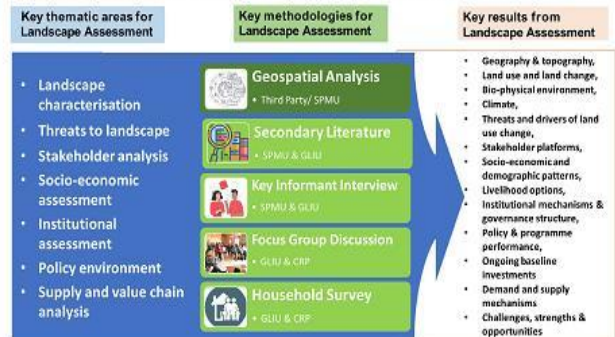 Key thematic areas for
Landscape Assessment
Key methodologies for
Landscape Assessment
Key results from
Landscape Assessment
• Landscape
characterisation
• Threats to landscape
• Stakeholder analysis
• Socio-economic
assessment
• Institutional
assessment
• Policy environment
• Supply and value chain
analysis
Geospatial Analysis
• Third Party/ SPMU
Secondary Literature
• SPMU & GLIU
Key Informant Interview
• SPMU & GLIU
Focus Group Discussion
• GLIU & CRP
Household Survey
• GLIU & CRP
• Geography & topography,
• Land use and land change,
• Bio-physical environment,
• Climate,
• Threats and drivers of land
use change,
• Stakeholder platforms,
• Socio-economic and
demographic patterns,
• Livelihood options,
• Institutional mechanisms &
governance structure,
• Policy & programme
performance,
• Ongoing baseline
investments
• Demand and supply
mechanisms
• Challenges, strengths &
opportunities